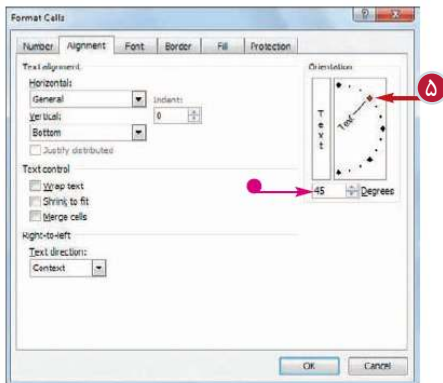 Format Cells
Number Alignment Font Border Fill Protection
Text alignment
Horizontal:
General
Indent:
0
Vertical:
Bottom
Justify distributed
Text control
Wrap text
Shrink to fit
Merge cells
Right-to-left
Text direction:
Context
Orientation
Text
Text
۵
45 Degrees
OK Cancel